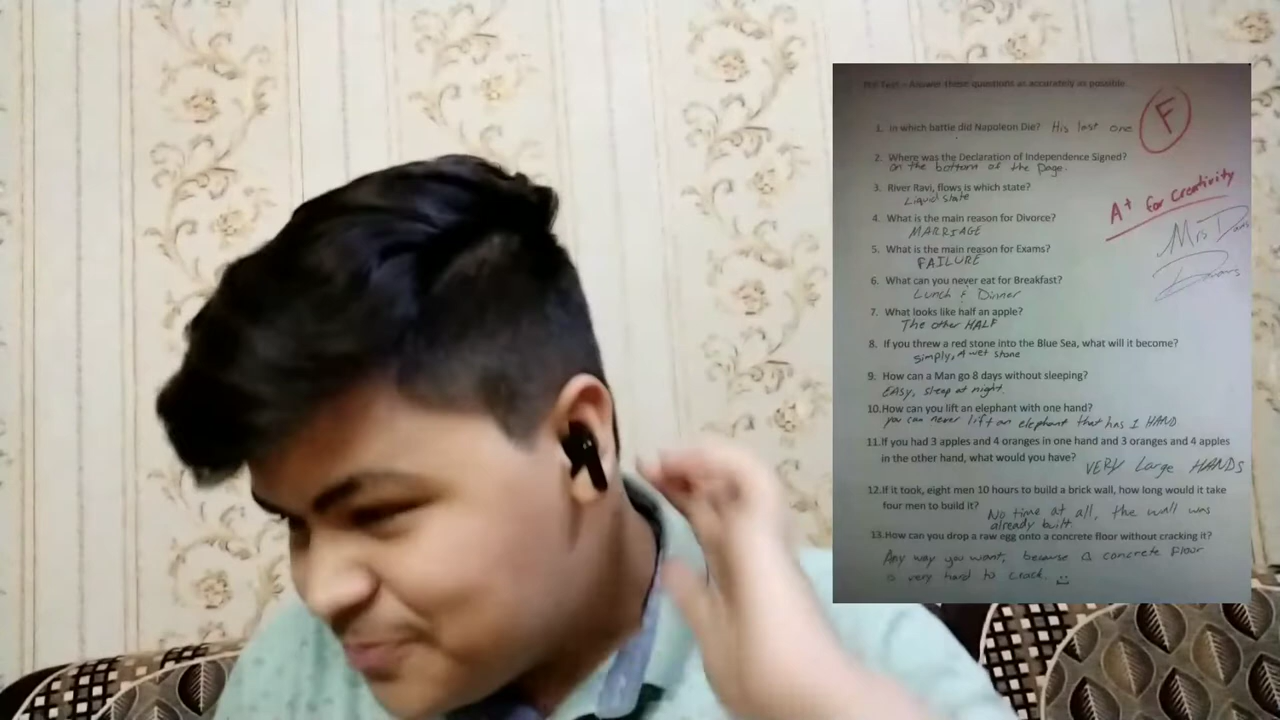 Answer these questions as accurately as possible
F
1. In which battle did Napoleon Die? His last one
2. Where was the Declaration of Independence Signed?
on the bottom of the Page.
3. River Ravi, flows is which state?
Liquid state
A+ for Creativity
4. What is the main reason for Divorce?
MARRIAGE
Mrs
5. What is the main reason for Exams?
FAILURE
6. What can you never eat for Breakfast?
Lunch & Dinner
7. What looks like half an apple?
The other HALF
8. If you threw a red stone into the Blue Sea, what will it become?
simply, A wet stone
9. How can a Man go 8 days without sleeping?
EASY, sleep at night.
10.How can you lift an elephant with one hand?
you can never lift an elephant that has 1 HAND
11.If you had 3 apples and 4 oranges in one hand and 3 oranges and 4 apples
in the other hand, what would you have? VERY Large HANDS
12.If it took, eight men 10 hours to build a brick wall, how long would it take
four men to build it? No time at all, the wall was
already built
13.How can you drop a raw egg onto a concrete floor without cracking it?
Any way you want, because a concrete floor
is very hard to crack.